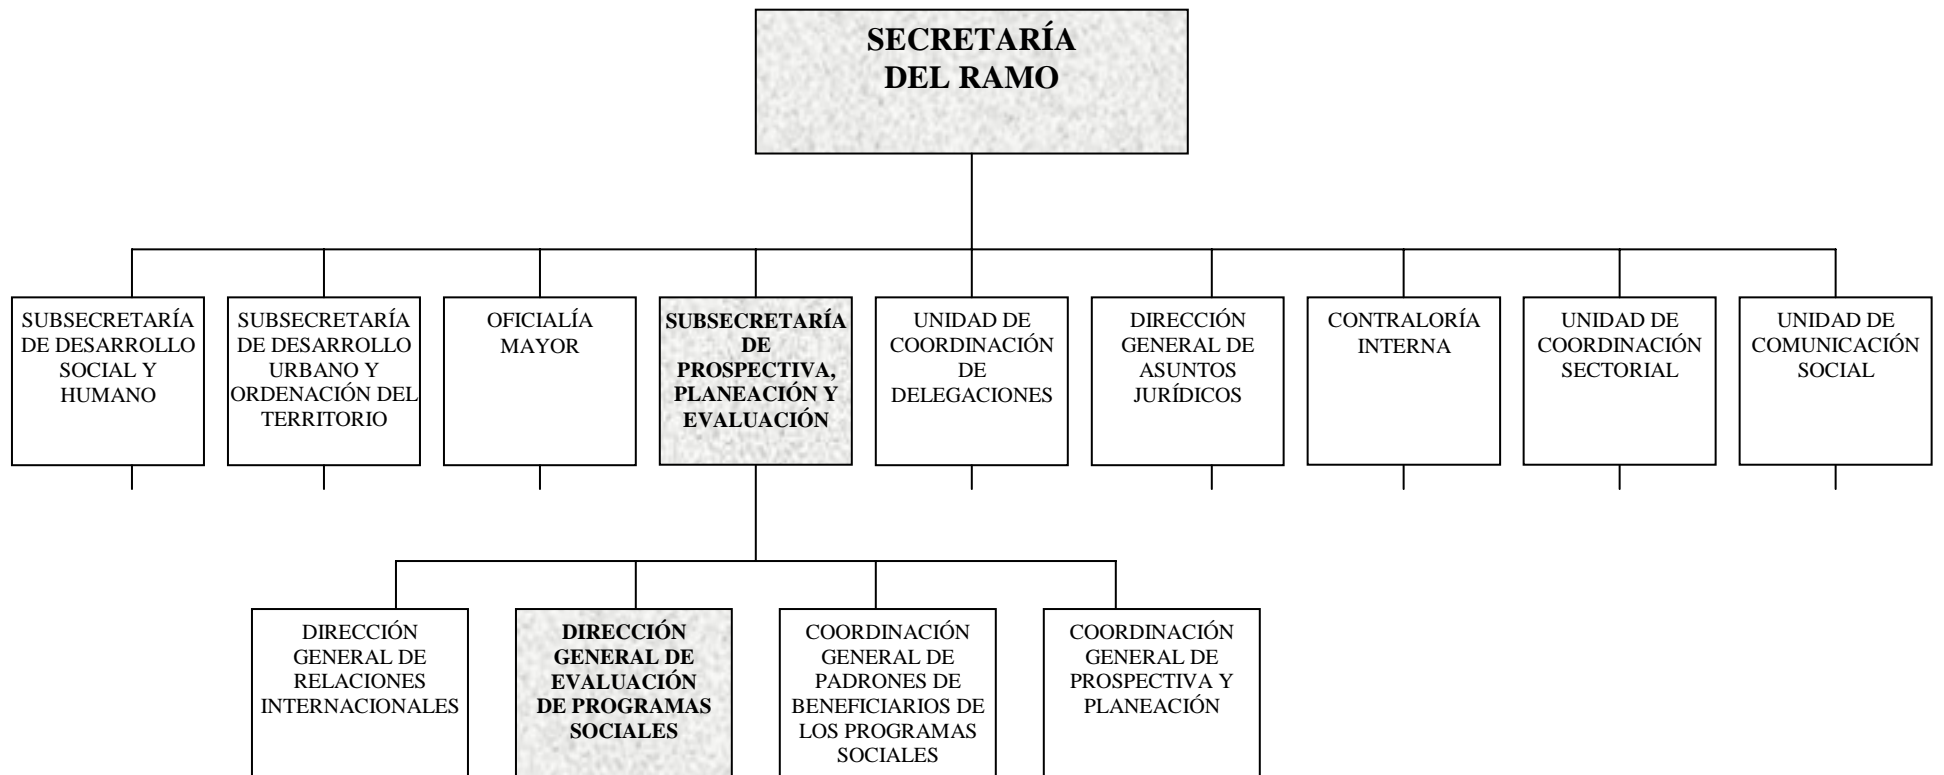 SECRETARÍA
DEL RAMO
SUBSECRETARÍA
DE DESARROLLO
SOCIAL Y
HUMANO
SUBSECRETARÍA
DE DESARROLLO
URBANO Y
ORDENACIÓN DEL
TERRITORIO
OFICIALÍA
MAYOR
SUBSECRETARÍA
DE
PROSPECTIVA,
PLANEACIÓN Y
EVALUACIÓN
UNIDAD DE
COORDINACIÓN
DE
DELEGACIONES
DIRECCIÓN
GENERAL DE
ASUNTOS
JURÍDICOS
CONTRALORÍA
INTERNA
UNIDAD DE
COORDINACIÓN
SECTORIAL
UNIDAD DE
COMUNICACIÓN
SOCIAL
DIRECCIÓN
GENERAL DE
RELACIONES
INTERNACIONALES
DIRECCIÓN
GENERAL DE
EVALUACIÓN
DE PROGRAMAS
SOCIALES
COORDINACIÓN
GENERAL DE
PADRONES DE
BENEFICIARIOS DE
LOS PROGRAMAS
SOCIALES
COORDINACIÓN
GENERAL DE
PROSPECTIVA Y
PLANEACIÓN